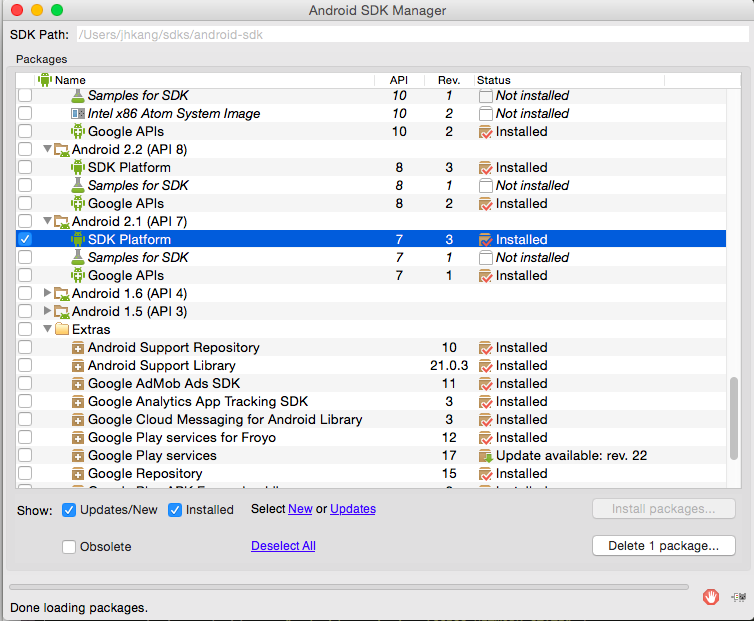 Android SDK Manager
SDK Path: /Users/jhkang/sdks/android-sdk
Packages
Name API Rev. Status
Samples for SDK 10 1 Not installed
Intel x86 Atom System Image 10 2 Not installed
Google APIs 10 2 Installed
Android 2.2 (API 8)
SDK Platform 8 3 Installed
Samples for SDK 8 1 Not installed
Google APIs 8 2 Installed
Android 2.1 (API 7)
SDK Platform 7 3 Installed
Samples for SDK 7 1 Not installed
Google APIs 7 1 Installed
Android 1.6 (API 4)
Android 1.5 (API 3)
Extras
Android Support Repository 10 Installed
Android Support Library 21.0.3 Installed
Google AdMob Ads SDK 11 Installed
Google Analytics App Tracking SDK 3 Installed
Google Cloud Messaging for Android Library 3 Installed
Google Play services for Froyo 12 Installed
Google Play services 17 Update available: rev. 22
Google Repository 15 Installed
Show: Updates/New Installed Select New or Updates Install packages...
Obsolete Deselect All Delete 1 package...
Done loading packages.